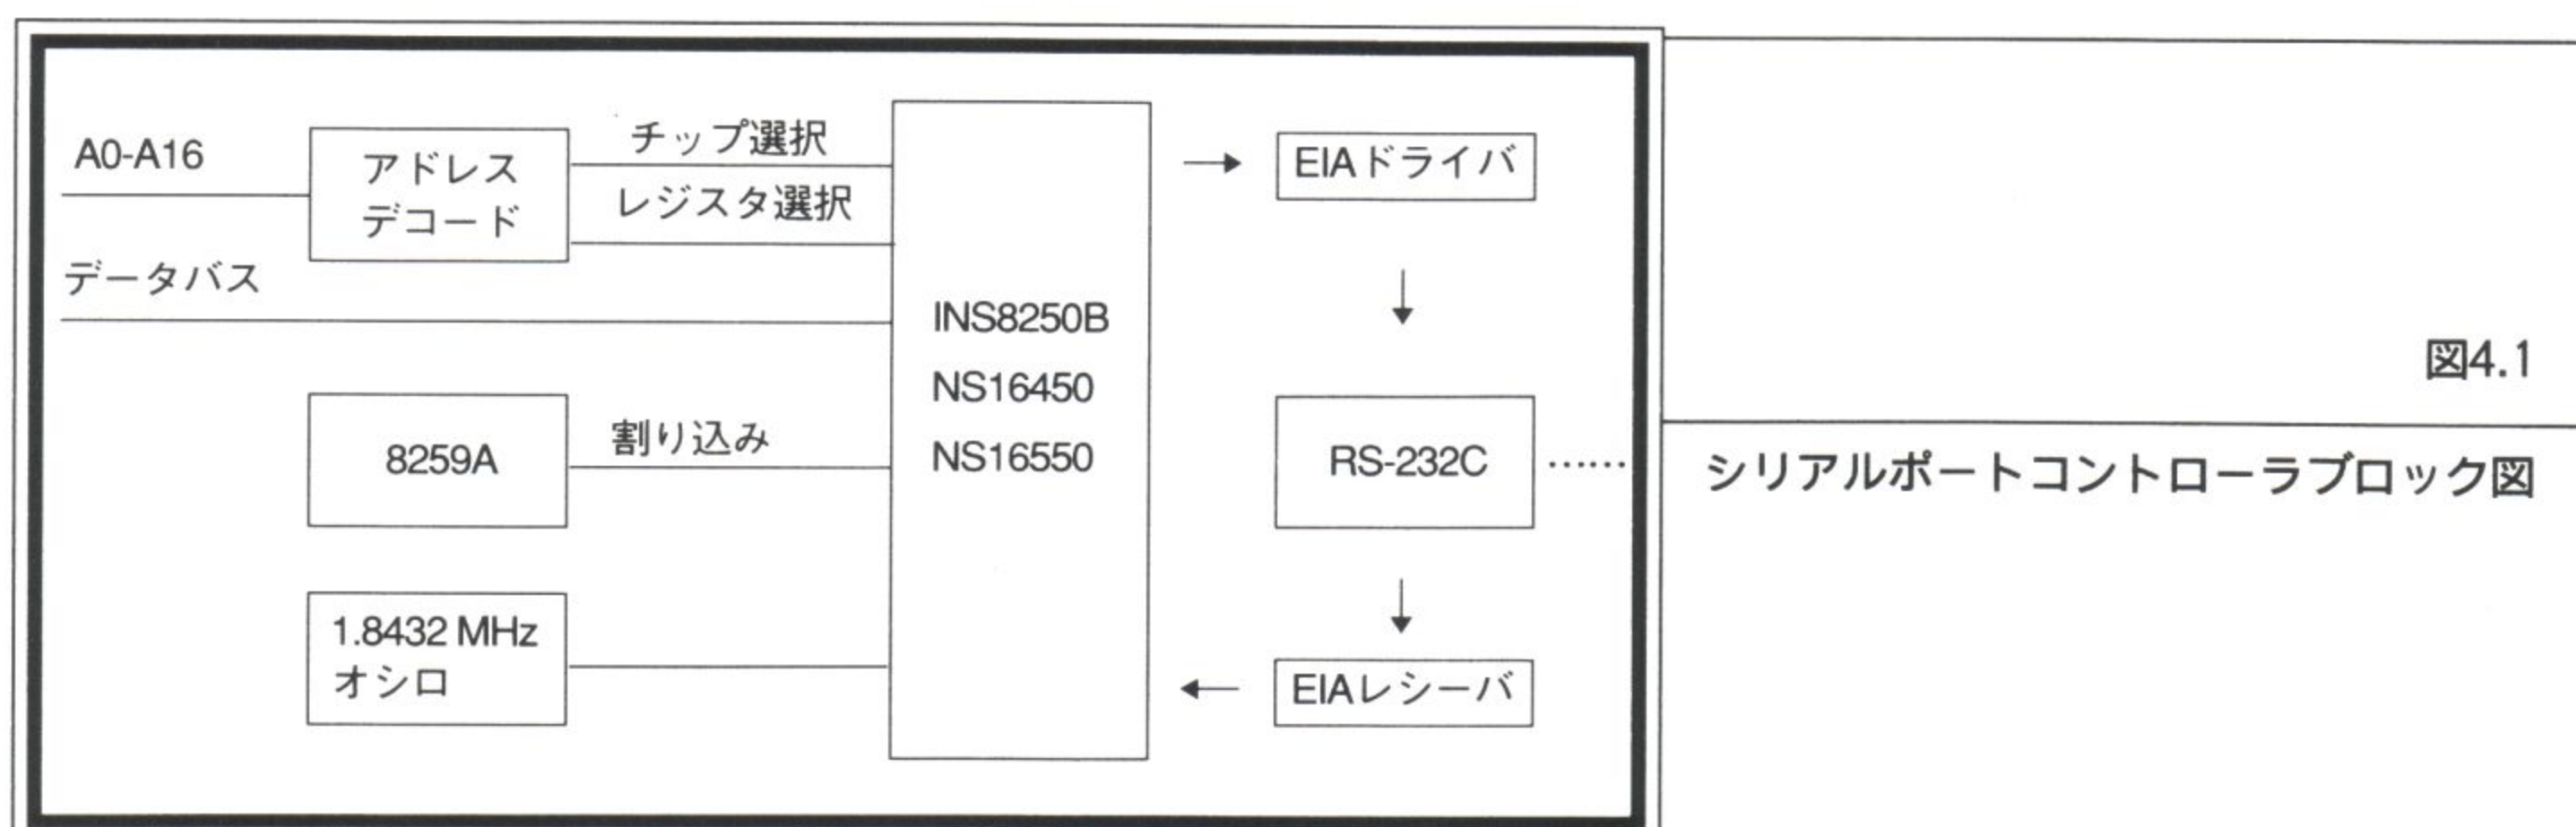 A0-A16
アドレス
デコード
チップ選択
レジスタ選択
データバス
INS8250B
NS16450
NS16550
8259A
割り込み
1.8432 MHz
オシロ
EIAドライバ
RS-232C
EIAレシーバ
図4.1
シリアルポートコントローラブロック図